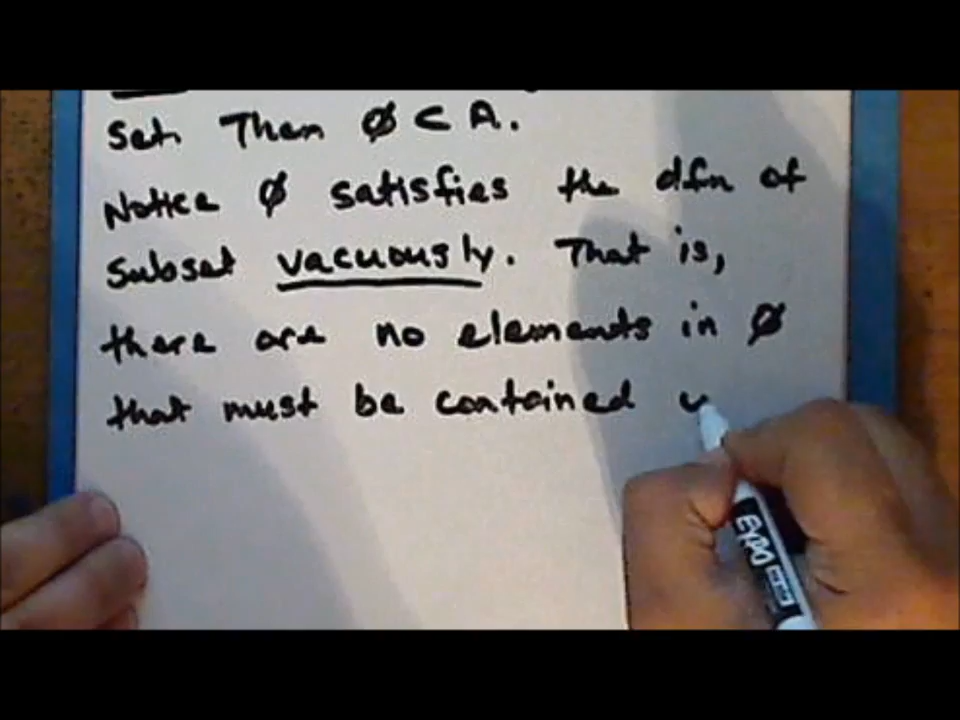 Set. Then ∅ ⊂ A.
Notice ∅ satisfies the dfn of
subset vacuously. That is,
there are no elements in ∅
that must be contained
EXPO